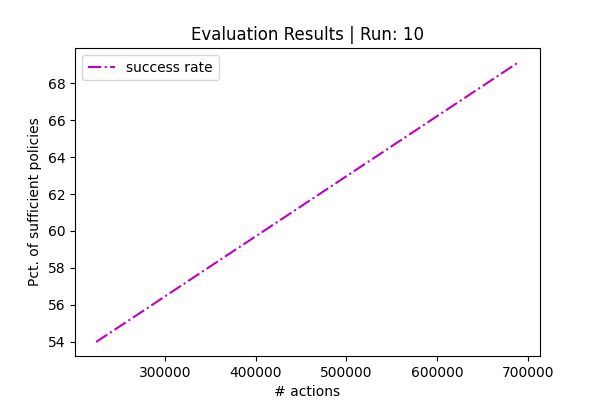 Evaluation Results | Run: 10
success rate
Pct. of sufficient policies
68
66
64
62
60
58
56
54
300000 400000 500000 600000 700000
# actions